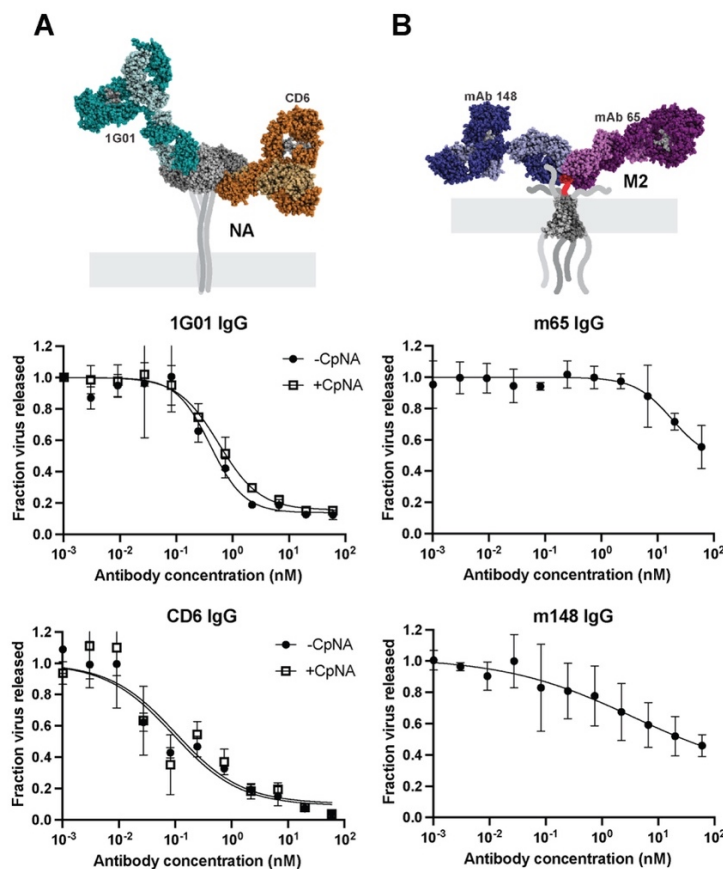 A
1G01
CD6
NA
B
mAb 148
mAb 65
M2
1G01 IgG
-CpNA
+CpNA
Fraction virus released
1.2
1.0
0.8
0.6
0.4
0.2
0.0
10⁻³ 10⁻² 10⁻¹ 10⁰ 10¹ 10²
Antibody concentration (nM)
m65 IgG
Fraction virus released
1.2
1.0
0.8
0.6
0.4
0.2
0.0
10⁻³ 10⁻² 10⁻¹ 10⁰ 10¹ 10²
Antibody concentration (nM)
CD6 IgG
-CpNA
+CpNA
Fraction virus released
1.2
1.0
0.8
0.6
0.4
0.2
0.0
10⁻³ 10⁻² 10⁻¹ 10⁰ 10¹ 10²
Antibody concentration (nM)
m148 IgG
Fraction virus released
1.2
1.0
0.8
0.6
0.4
0.2
0.0
10⁻³ 10⁻² 10⁻¹ 10⁰ 10¹ 10²
Antibody concentration (nM)